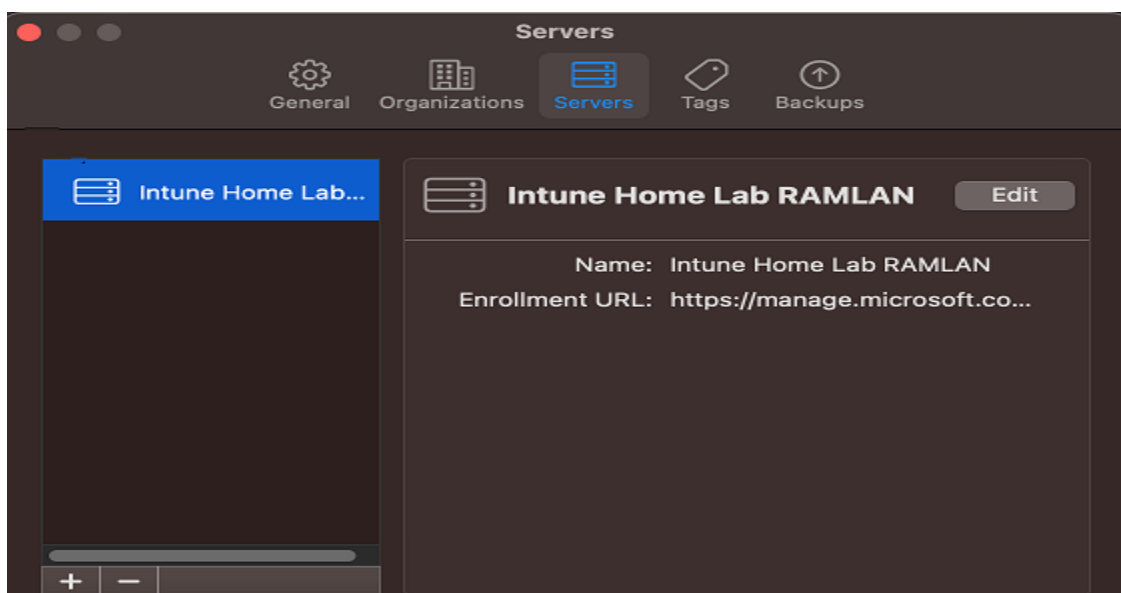 Servers
General Organizations Servers Tags Backups
Intune Home Lab...
Intune Home Lab RAMLAN Edit
Name: Intune Home Lab RAMLAN
Enrollment URL: https://manage.microsoft.co...